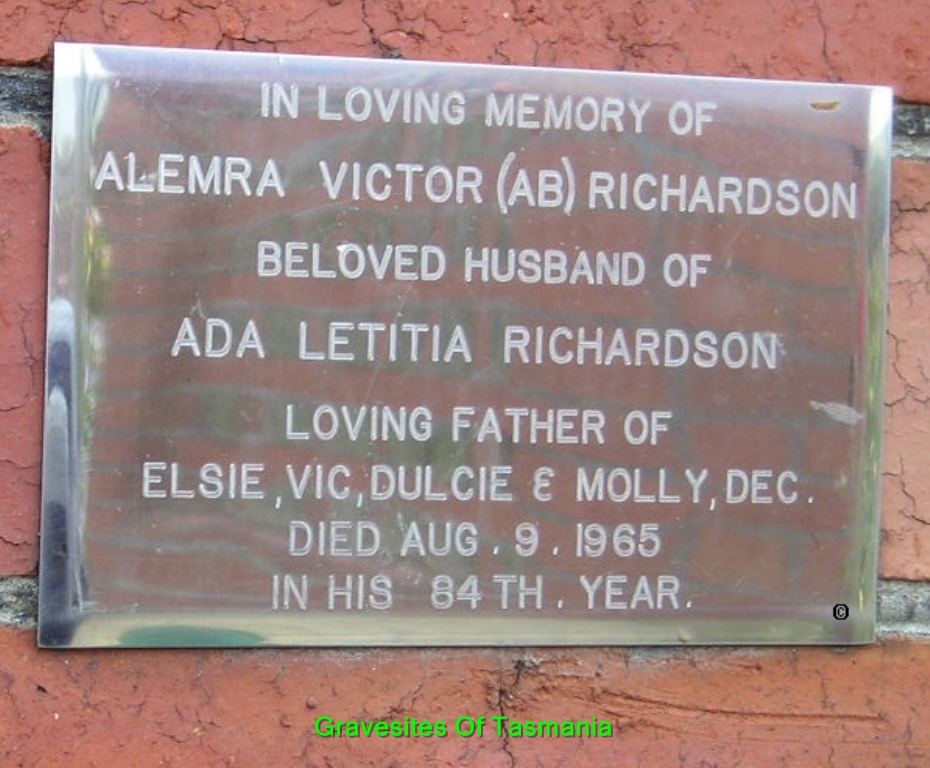 IN LOVING MEMORY OF
ALEMRA VICTOR (AB) RICHARDSON
BELOVED HUSBAND OF
ADA LETITIA RICHARDSON
LOVING FATHER OF
ELSIE, VIC, DULCIE & MOLLY, DEC.
DIED AUG. 9. 1965
IN HIS 84TH. YEAR.
©
Gravesites Of Tasmania